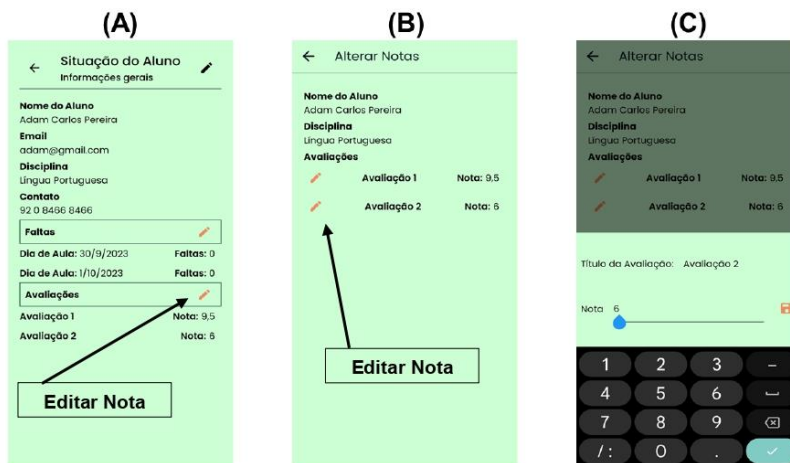 (A)
Situação do Aluno
Informações gerais
Nome do Aluno
Adam Carlos Pereira
Email
adam@gmail.com
Disciplina
Língua Portuguesa
Contato
92 0 8466 8466
Faltas
Dia de Aula: 30/9/2023 Faltas: 0
Dia de Aula: 1/10/2023 Faltas: 0
Avaliações
Avaliação 1 Nota: 9,5
Avaliação 2 Nota: 6
Editar Nota
(B)
Alterar Notas
Nome do Aluno
Adam Carlos Pereira
Disciplina
Língua Portuguesa
Avaliações
Avaliação 1 Nota: 9,5
Avaliação 2 Nota: 6
Editar Nota
(C)
Alterar Notas
Nome do Aluno
Adam Carlos Pereira
Disciplina
Língua Portuguesa
Avaliações
Avaliação 1 Nota: 9,5
Avaliação 2 Nota: 6
Título da Avaliação: Avaliação 2
Nota 6
1 2 3 -
4 5 6
7 8 9
/: 0 .